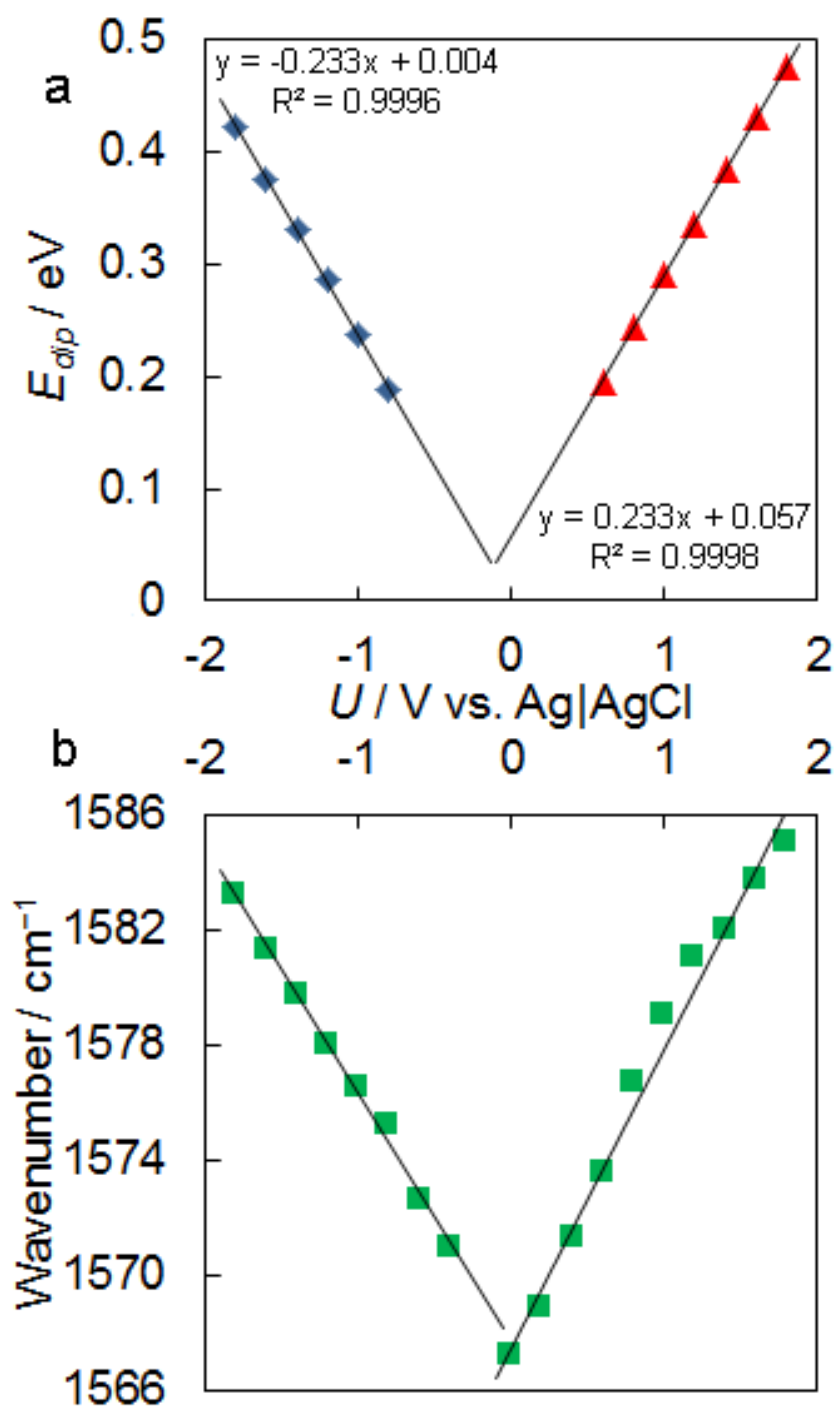 a
y = -0.233x + 0.004
R² = 0.9996
y = 0.233x + 0.057
R² = 0.9998
0.5
0.4
0.3
0.2
0.1
0
E_dip / eV
-2 -1 0 1 2
U / V vs. Ag|AgCl
b
-2 -1 0 1 2
1586
1582
1578
1574
1570
1566
Wavenumber / cm⁻¹